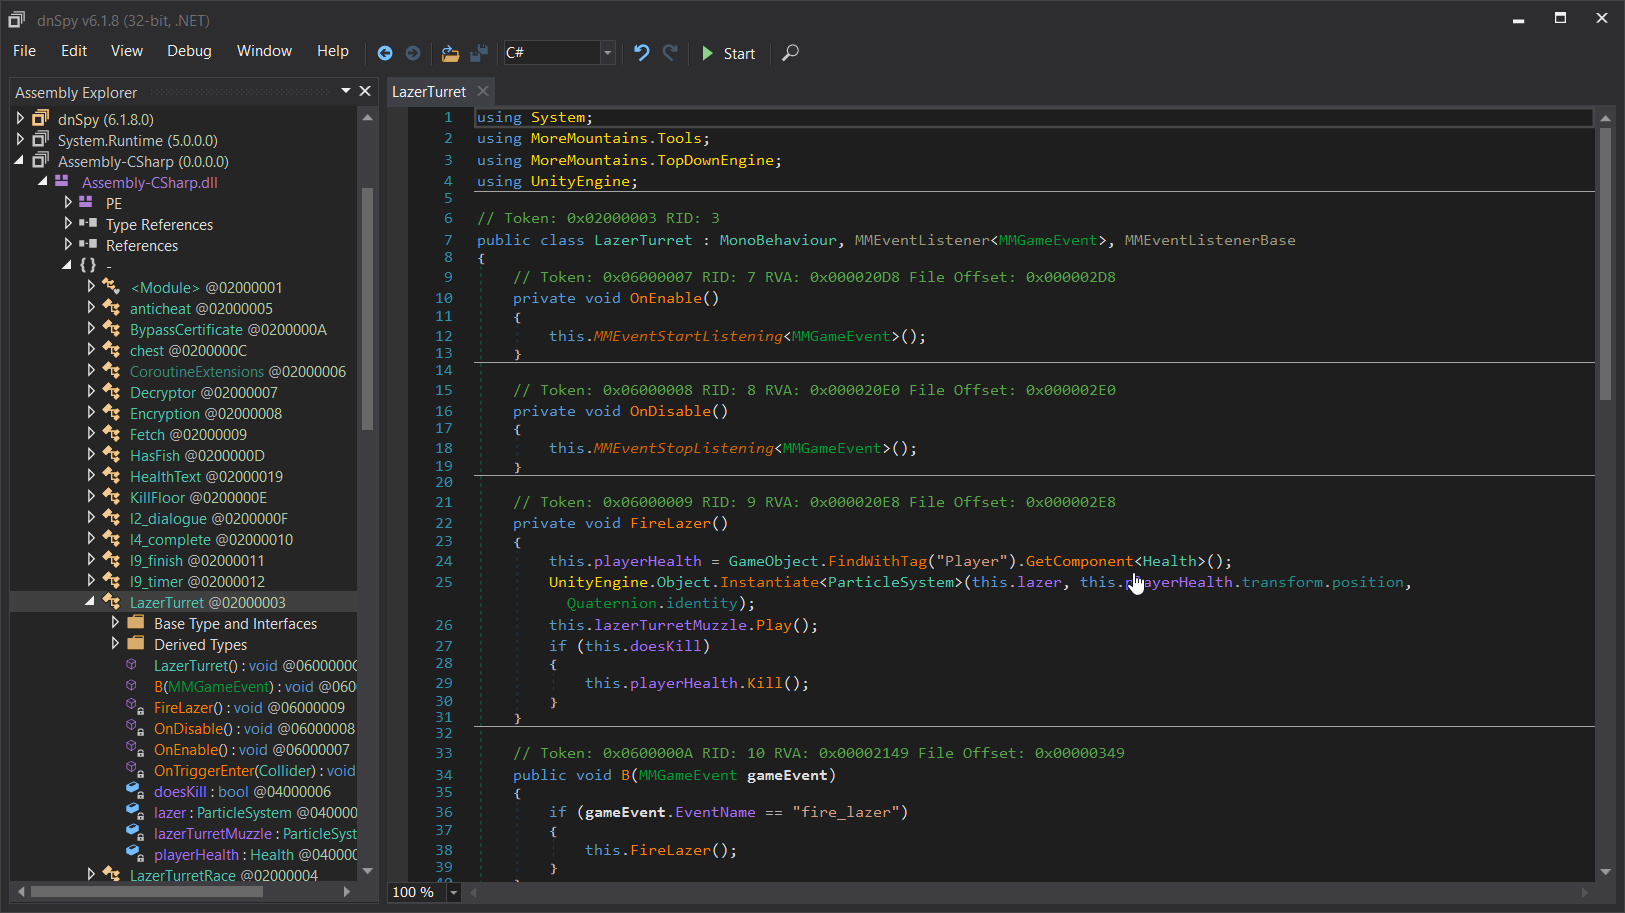 dnSpy v6.1.8 (32-bit, .NET)
File Edit View Debug Window Help C# Start
Assembly Explorer
dnSpy (6.1.8.0)
System.Runtime (5.0.0.0)
Assembly-CSharp (0.0.0.0)
Assembly-CSharp.dll
PE
Type References
References
{ } -
<Module> @02000001
anticheat @02000005
BypassCertificate @0200000A
chest @0200000C
CoroutineExtensions @02000006
Decryptor @02000007
Encryption @02000008
Fetch @02000009
HasFish @0200000D
HealthText @02000019
KillFloor @0200000E
l2_dialogue @0200000F
l4_complete @02000010
l9_finish @02000011
l9_timer @02000012
LazerTurret @02000003
Base Type and Interfaces
Derived Types
LazerTurret() : void @0600000C
B(MMGameEvent) : void @060
FireLazer() : void @06000009
OnDisable() : void @06000008
OnEnable() : void @06000007
OnTriggerEnter(Collider) : void
doesKill : bool @04000006
lazer : ParticleSystem @040000
lazerTurretMuzzle : ParticleSyst
playerHealth : Health @040000
LazerTurretRace @02000004
LazerTurret
1 using System;
2 using MoreMountains.Tools;
3 using MoreMountains.TopDownEngine;
4 using UnityEngine;
5
6 // Token: 0x02000003 RID: 3
7 public class LazerTurret : MonoBehaviour, MMEventListener<MMGameEvent>, MMEventListenerBase
8 {
9 // Token: 0x06000007 RID: 7 RVA: 0x000020D8 File Offset: 0x000002D8
10 private void OnEnable()
11 {
12 this.MMEventStartListening<MMGameEvent>();
13 }
14
15 // Token: 0x06000008 RID: 8 RVA: 0x000020E0 File Offset: 0x000002E0
16 private void OnDisable()
17 {
18 this.MMEventStopListening<MMGameEvent>();
19 }
20
21 // Token: 0x06000009 RID: 9 RVA: 0x000020E8 File Offset: 0x000002E8
22 private void FireLazer()
23 {
24 this.playerHealth = GameObject.FindWithTag("Player").GetComponent<Health>();
25 UnityEngine.Object.Instantiate<ParticleSystem>(this.lazer, this.playerHealth.transform.position,
Quaternion.identity);
26 this.lazerTurretMuzzle.Play();
27 if (this.doesKill)
28 {
29 this.playerHealth.Kill();
30 }
31 }
32
33 // Token: 0x0600000A RID: 10 RVA: 0x00002149 File Offset: 0x00000349
34 public void B(MMGameEvent gameEvent)
35 {
36 if (gameEvent.EventName == "fire_lazer")
37 {
38 this.FireLazer();
39 }
40 }
100 %